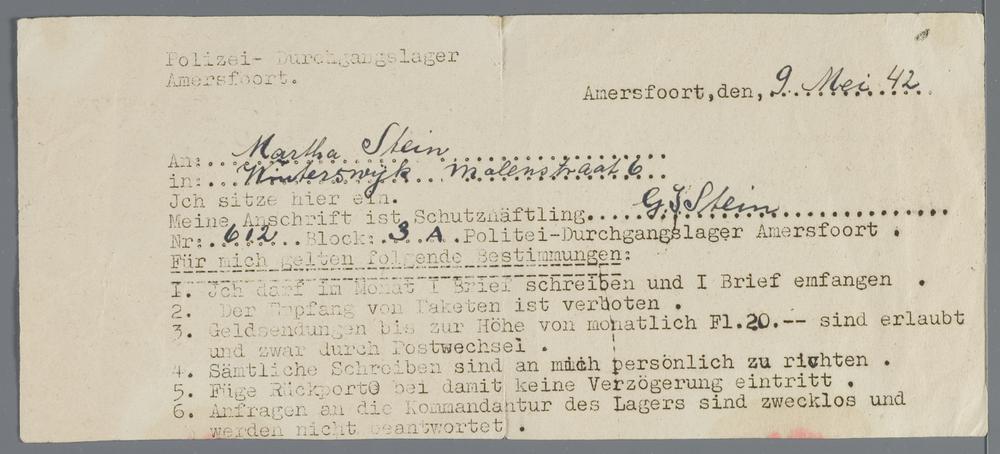 Polizei- Durchgangslager
Amersfoort.
Amersfoort,den,..9 Mei 42..
An:...Martha Stein...............
in:...Winterswijk...Molenstraat 6..
Jch sitze hier ein.
Meine Anschrift ist Schutzhäftling.....G J Stein.................
Nr:.612...Block:.3 A..Politei-Durchgangslager Amersfoort .
Für mich gelten folgende Bestimmungen:
1. Jch darf im Monat I Brief schreiben und I Brief emfangen .
2. Der Empfang von Paketen ist verboten .
3. Geldsendungen bis zur Höhe von monatlich Fl.20.-- sind erlaubt
und zwar durch Postwechsel .
4. Sämtliche Schreiben sind an mich persönlich zu richten .
5. Füge Rückporto bei damit keine Verzögerung eintritt .
6. Anfragen an die Kommandantur des Lagers sind zwecklos und
werden nicht beantwortet .